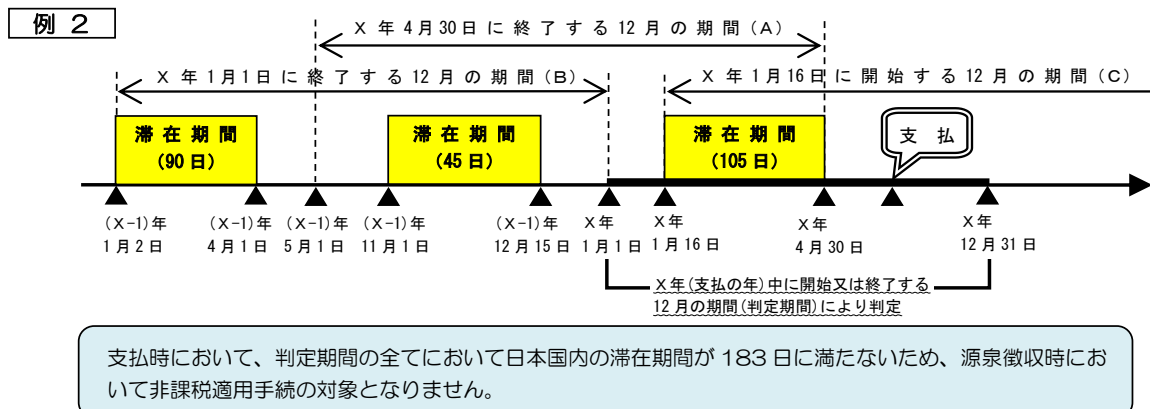 例 2
X 年 4月30日 に 終 了 す る 12 月 の 期 間 (A)
X 年 1月1日 に 終 了 す る 12 月 の 期 間 (B)
X 年 1月16日 に 開 始 す る 12 月 の 期 間 (C)
滞 在 期 間
(90 日)
滞 在 期 間
(45 日)
滞 在 期 間
(105 日)
支 払
(X-1)年
1月2日
(X-1)年
4月1日
(X-1)年
5月1日
(X-1)年
11月1日
(X-1)年
12月15日
X 年
1月1日
X 年
1月16日
X 年
4月30日
X 年
12月31日
X 年(支払の年)中に開始又は終了する
12 月の期間(判定期間)により判定
支払時において、判定期間の全てにおいて日本国内の滞在期間が 183 日に満たないため、源泉徴収時にお
いて非課税適用手続の対象となりません。